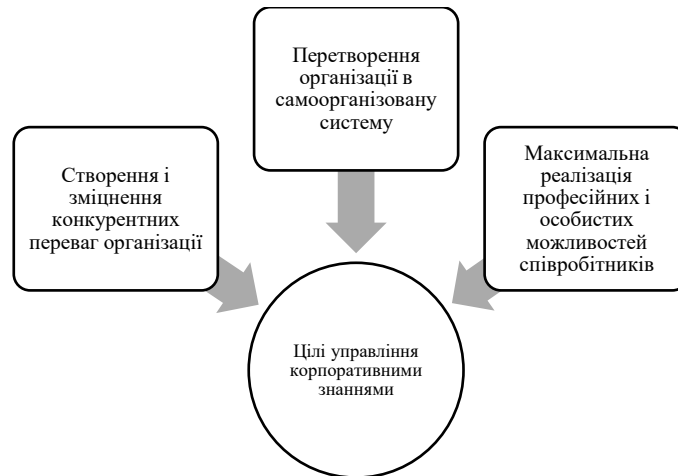 Перетворення
організації в
самоорганізовану
систему
Створення і
зміцнення
конкурентних
переваг організації
Максимальна
реалізація
професійних і
особистих
можливостей
співробітників
Цілі управління
корпоративними
знаннями